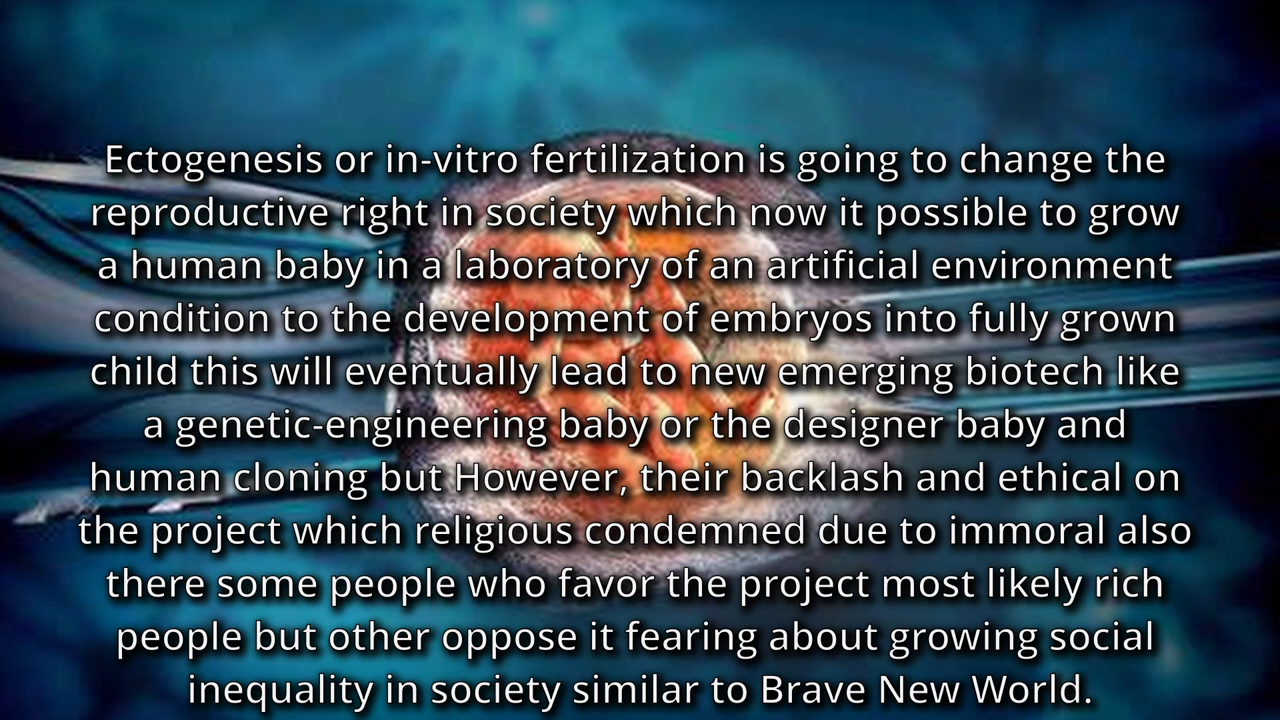 Ectogenesis or in-vitro fertilization is going to change the
reproductive right in society which now it possible to grow
a human baby in a laboratory of an artificial environment
condition to the development of embryos into fully grown
child this will eventually lead to new emerging biotech like
a genetic-engineering baby or the designer baby and
human cloning but However, their backlash and ethical on
the project which religious condemned due to immoral also
there some people who favor the project most likely rich
people but other oppose it fearing about growing social
inequality in society similar to Brave New World.